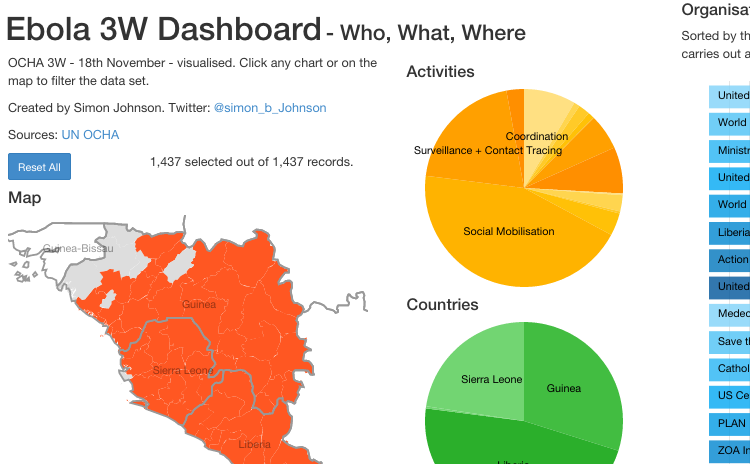 Ebola 3W Dashboard - Who, What, Where
OCHA 3W - 18th November - visualised. Click any chart or on the
map to filter the data set.
Created by Simon Johnson. Twitter: @simon_b_Johnson
Sources: UN OCHA
Reset All
1,437 selected out of 1,437 records.
Map
Guinea-Bissau
Guinea
Sierra Leone
Liberia
Activities
Coordination
Surveillance + Contact Tracing
Social Mobilisation
Countries
Sierra Leone
Guinea
Liberia
Organisat
Sorted by th
carries out a
United
World
Ministr
United
World
Liberia
Action
United
Medec
Save th
Cathol
US Ce
PLAN
ZOA In